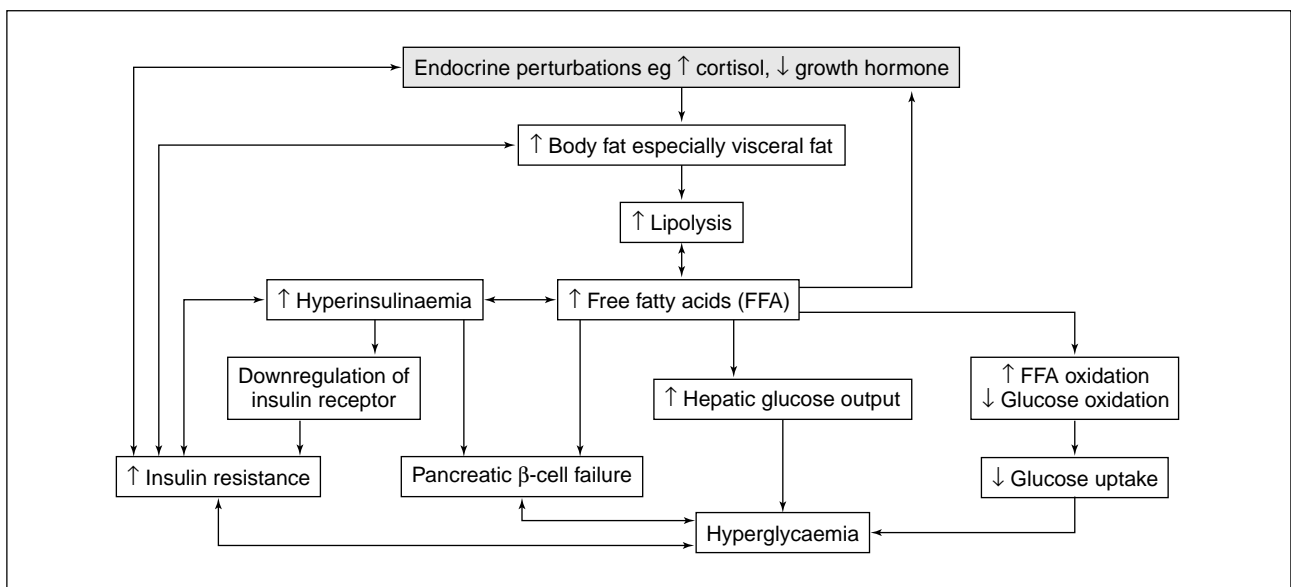 Endocrine perturbations eg ↑ cortisol, ↓ growth hormone
↑ Body fat especially visceral fat
↑ Lipolysis
↑ Hyperinsulinaemia
↑ Free fatty acids (FFA)
Downregulation of
insulin receptor
↑ Hepatic glucose output
↑ FFA oxidation
↓ Glucose oxidation
↑ Insulin resistance
Pancreatic β-cell failure
↓ Glucose uptake
Hyperglycaemia